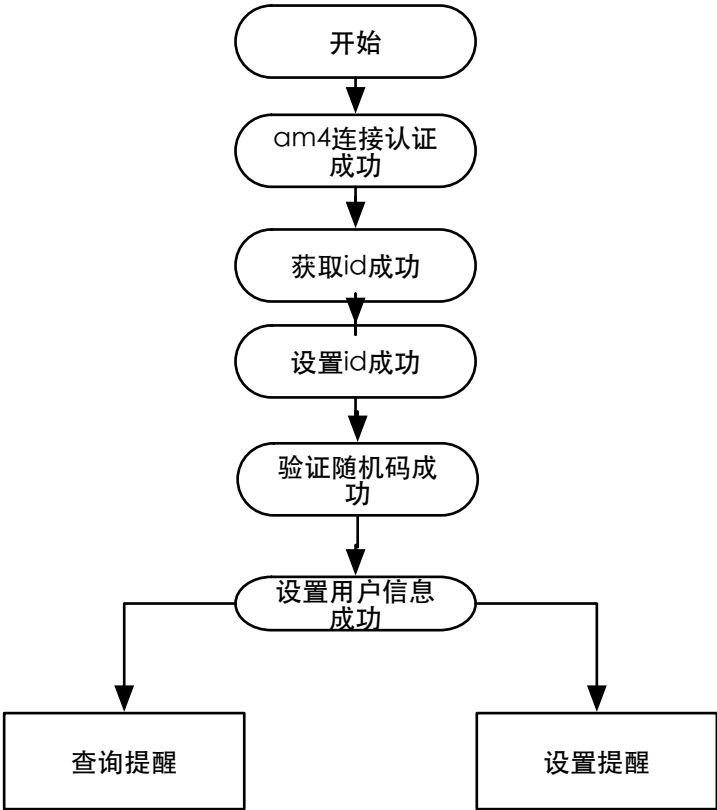 开始
am4连接认证
成功
获取id成功
设置id成功
验证随机码成
功
设置用户信息
成功
查询提醒
设置提醒